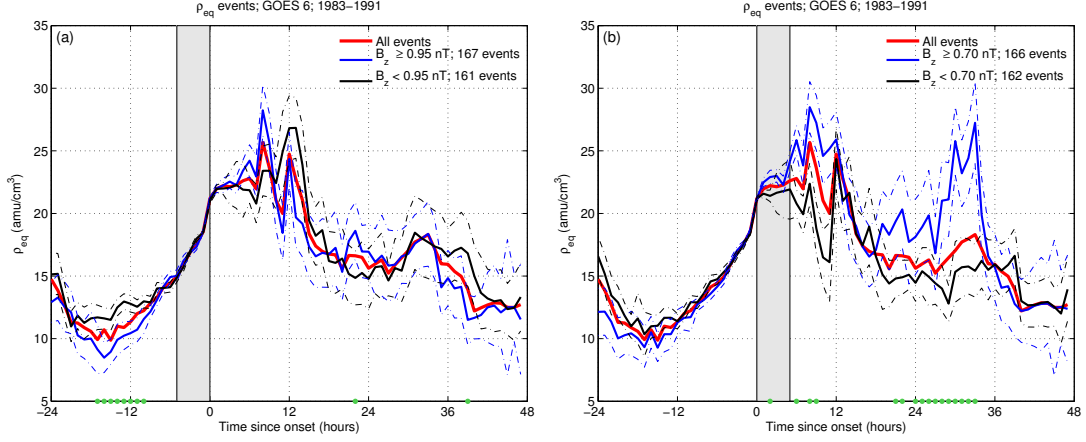 ρeq events; GOES 6; 1983−1991
(a)
All events
Bz ≥ 0.95 nT; 167 events
Bz < 0.95 nT; 161 events
ρeq (amu/cm³)
35
30
25
20
15
10
5
−24 −12 0 12 24 36 48
Time since onset (hours)
ρeq events; GOES 6; 1983−1991
(b)
All events
Bz ≥ 0.70 nT; 166 events
Bz < 0.70 nT; 162 events
ρeq (amu/cm³)
35
30
25
20
15
10
5
−24 −12 0 12 24 36 48
Time since onset (hours)